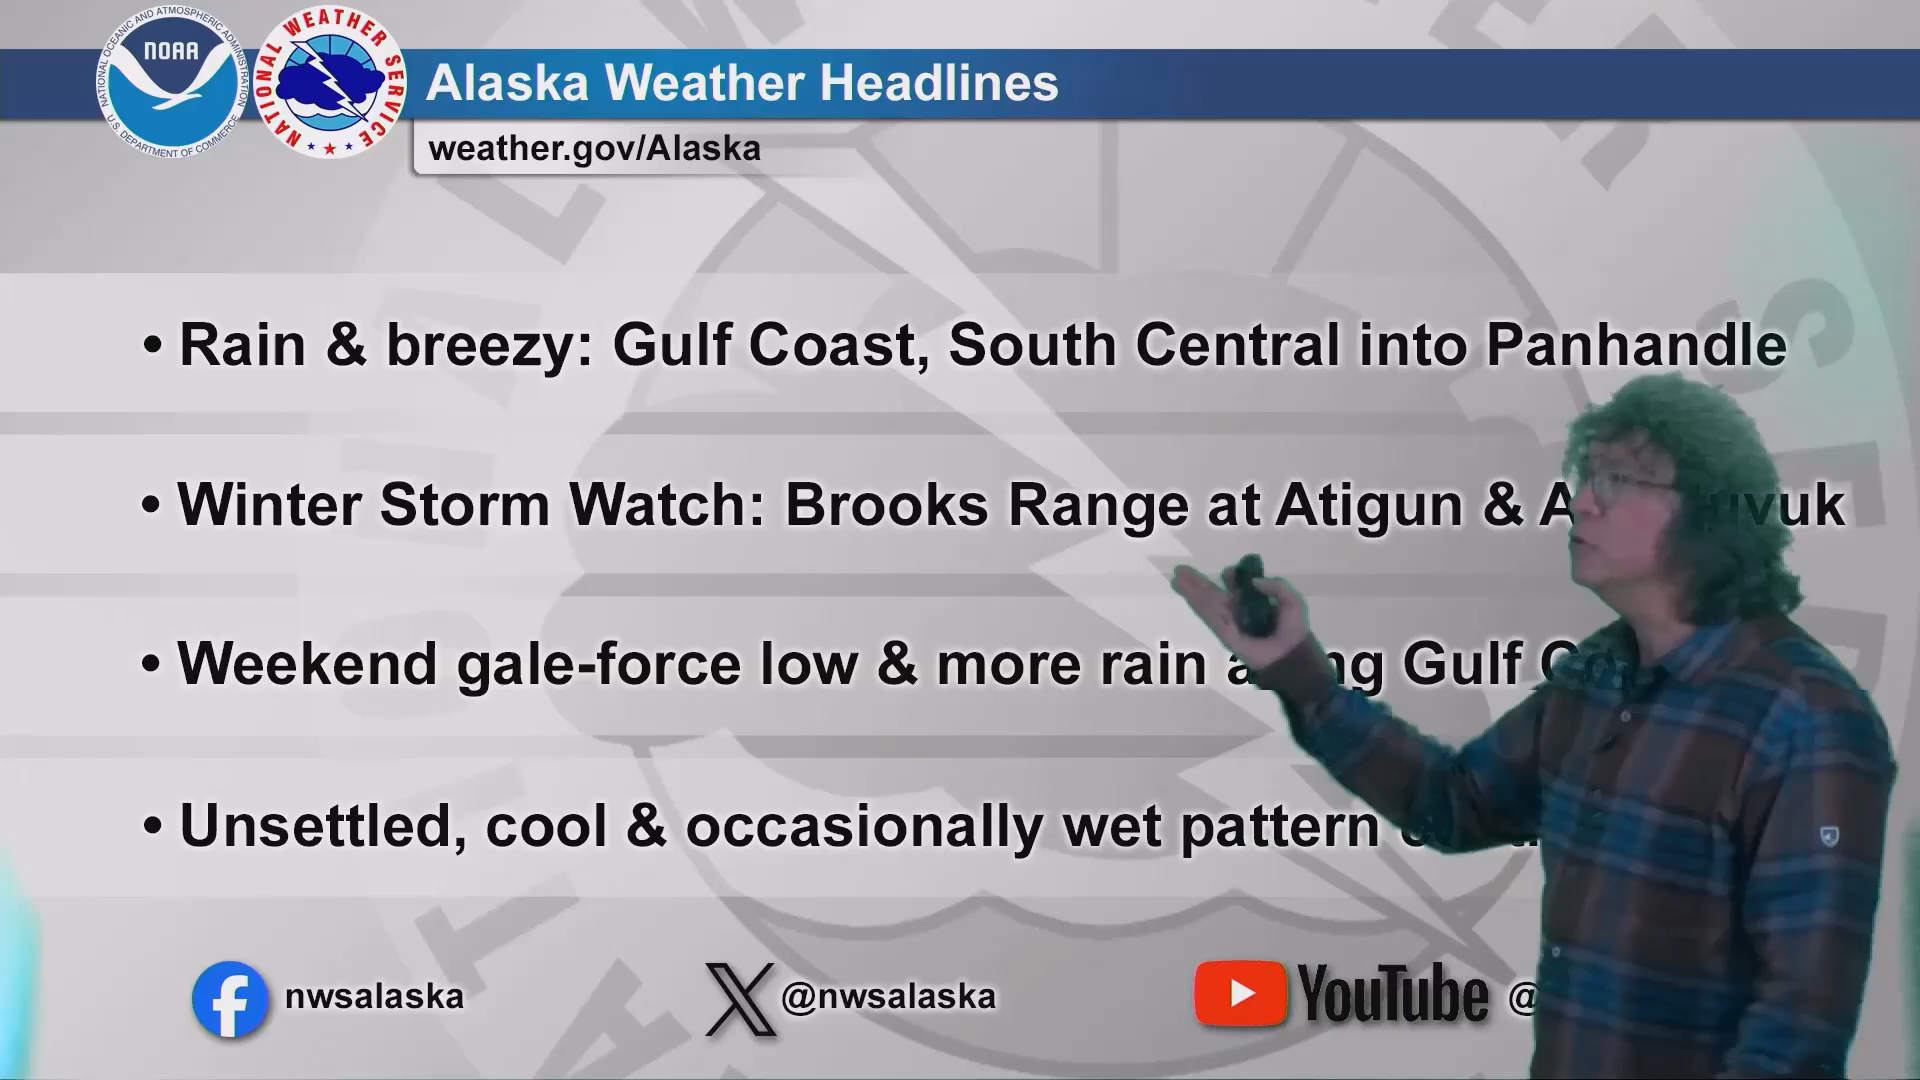 NOAA
NATIONAL OCEANIC AND ATMOSPHERIC ADMINISTRATION
U.S. DEPARTMENT OF COMMERCE
NATIONAL WEATHER SERVICE
Alaska Weather Headlines
weather.gov/Alaska
• Rain & breezy: Gulf Coast, South Central into Panhandle
• Winter Storm Watch: Brooks Range at Atigun &
• Weekend gale-force low & more rain Gulf
• Unsettled, cool & occasionally wet pattern
nwsalaska
@nwsalaska
YouTube @